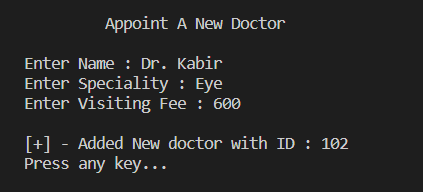 Appoint A New Doctor
Enter Name : Dr. Kabir
Enter Speciality : Eye
Enter Visiting Fee : 600
[+] - Added New doctor with ID : 102
Press any key...